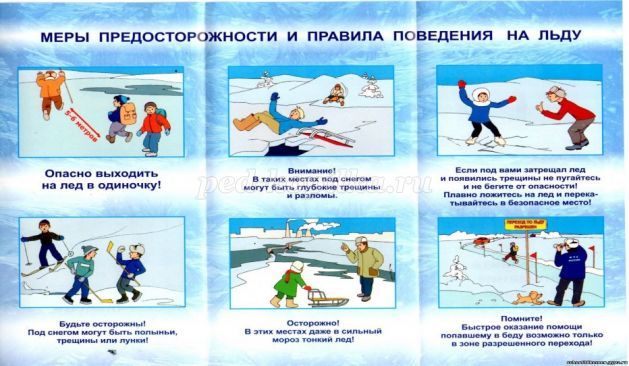 МЕРЫ ПРЕДОСТОРОЖНОСТИ И ПРАВИЛА ПОВЕДЕНИЯ НА ЛЬДУ
5-6 метров
Опасно выходить
на лед в одиночку!
Внимание!
В таких местах под снегом
могут быть глубокие трещины
и разломы.
Если под вами затрещал лед
и появились трещины не пугайтесь
и не бегите от опасности!
Плавно ложитесь на лед и перека-
тывайтесь в безопасное место!
ПЕРЕХОД ПО ЛЬДУ
РАЗРЕШЕН
Будьте осторожны!
Под снегом могут быть полыньи,
трещины или лунки!
Осторожно!
В этих местах даже в сильный
мороз тонкий лед!
Помните!
Быстрое оказание помощи
попавшему в беду возможно только
в зоне разрешенного перехода!